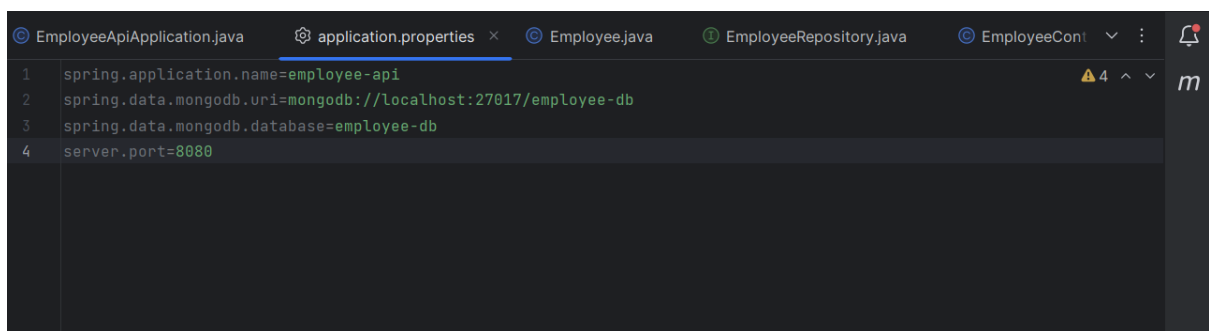 EmployeeApiApplication.java application.properties Employee.java EmployeeRepository.java EmployeeCont
1 spring.application.name=employee-api 4
2 spring.data.mongodb.uri=mongodb://localhost:27017/employee-db
3 spring.data.mongodb.database=employee-db
4 server.port=8080
m